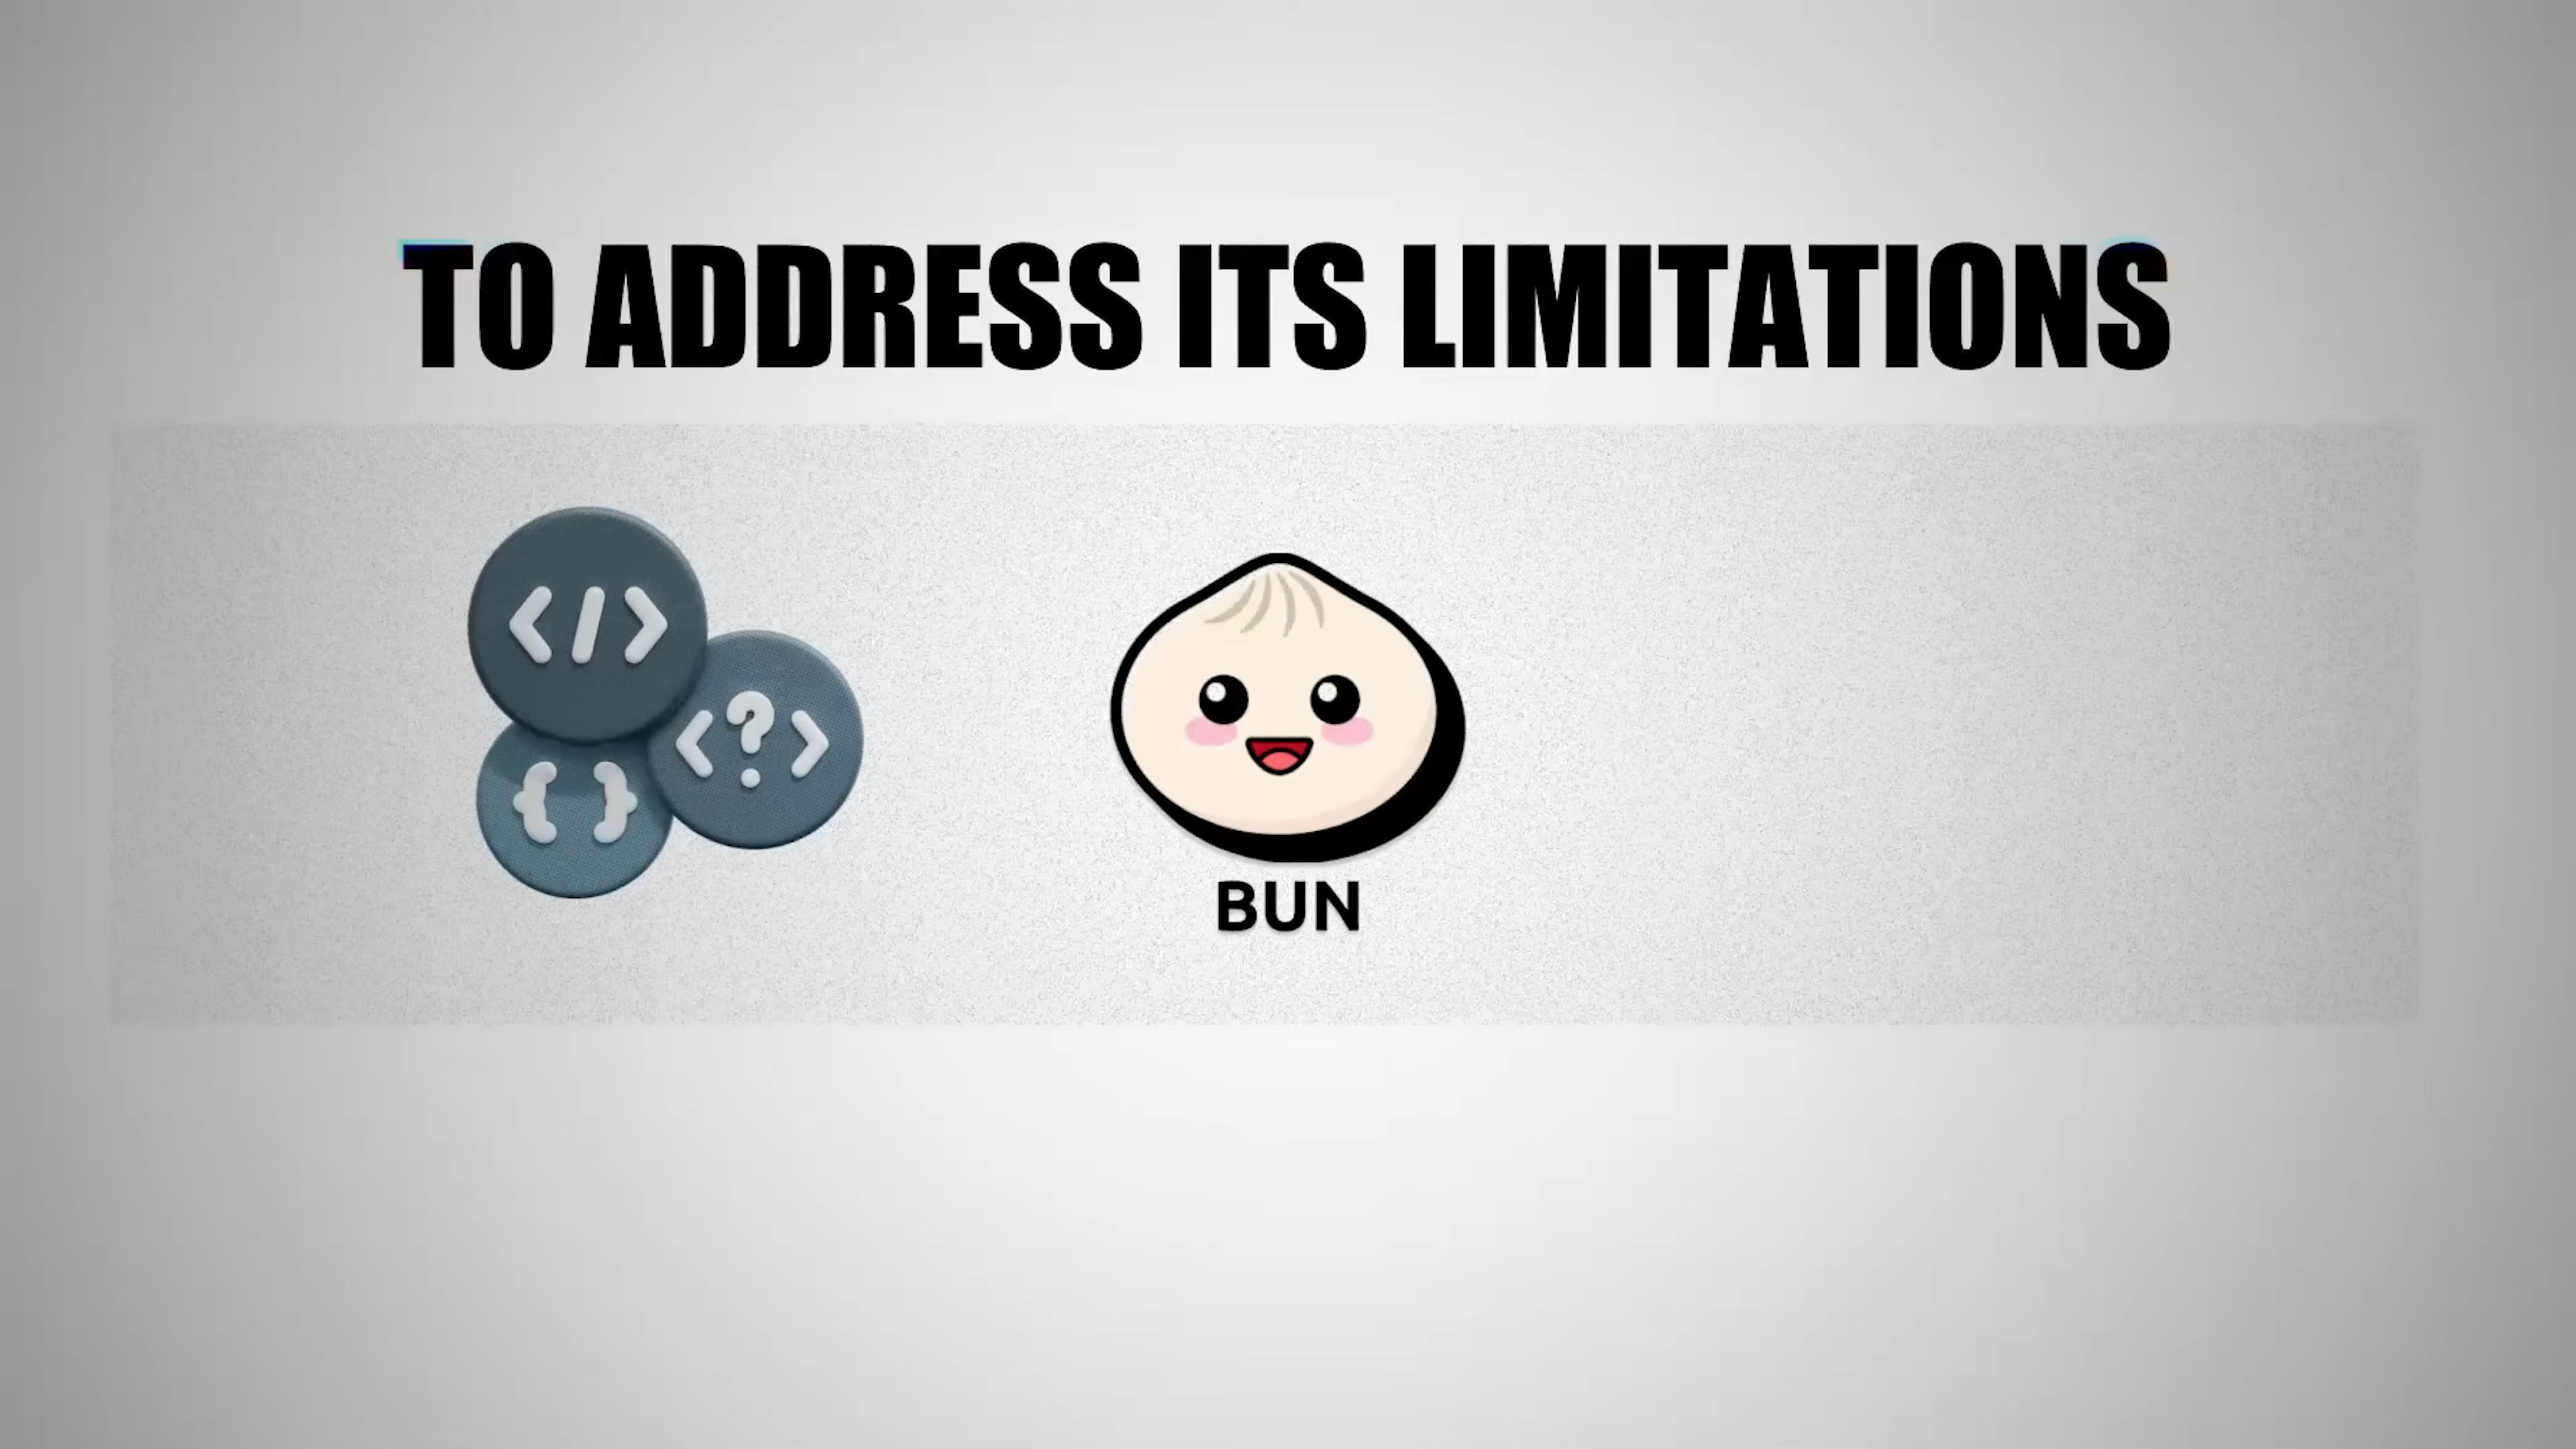 TO ADDRESS ITS LIMITATIONS
</>
<?>
{ }
BUN